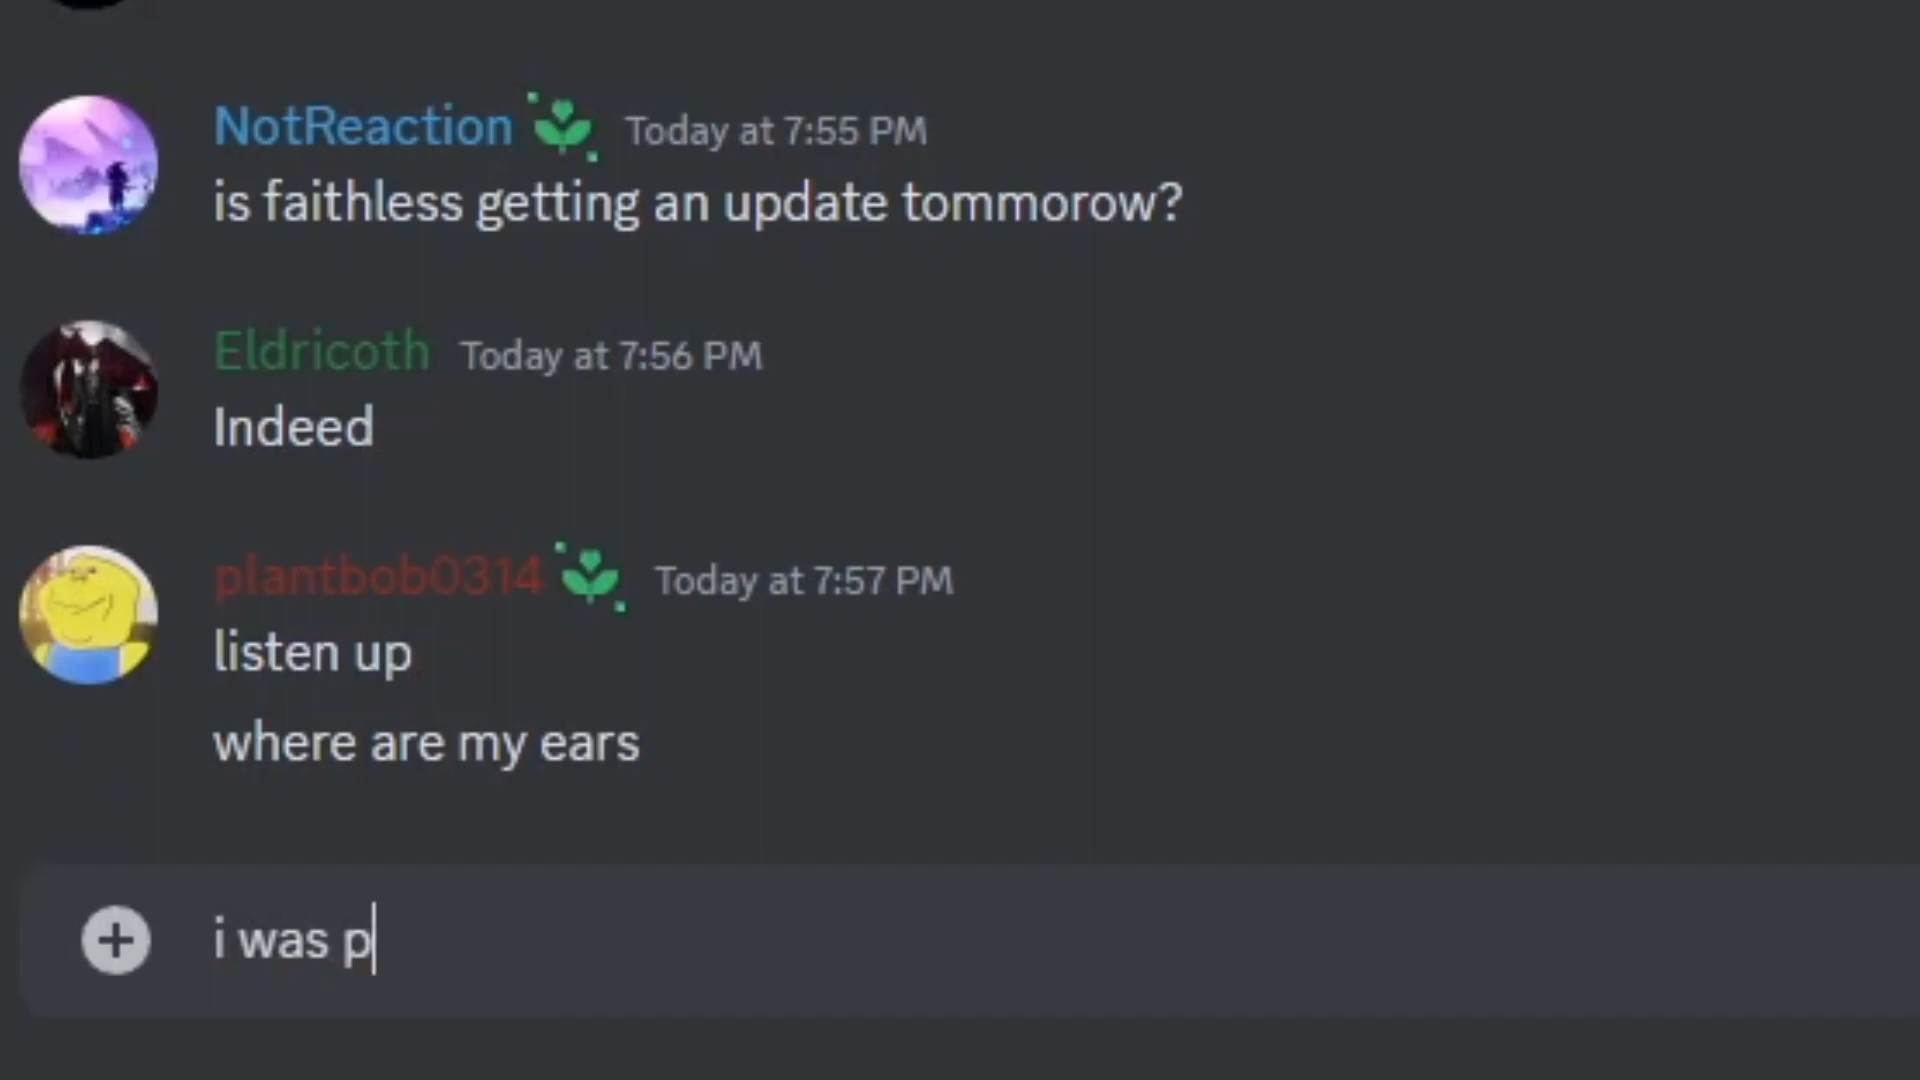 NotReaction Today at 7:55 PM
is faithless getting an update tommorow?
Eldricoth Today at 7:56 PM
Indeed
plantbob0314 Today at 7:57 PM
listen up
where are my ears
i was p